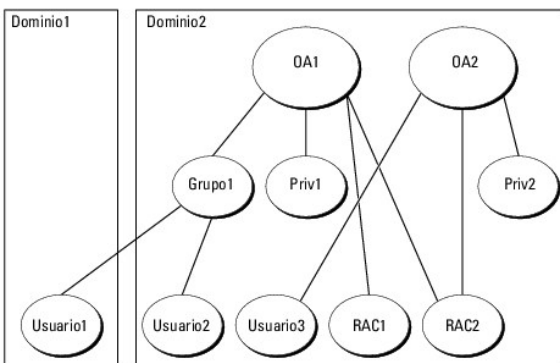 Dominio1
Dominio2
OA1
OA2
Grupo1
Priv1
Priv2
Usuario1
Usuario2
Usuario3
RAC1
RAC2